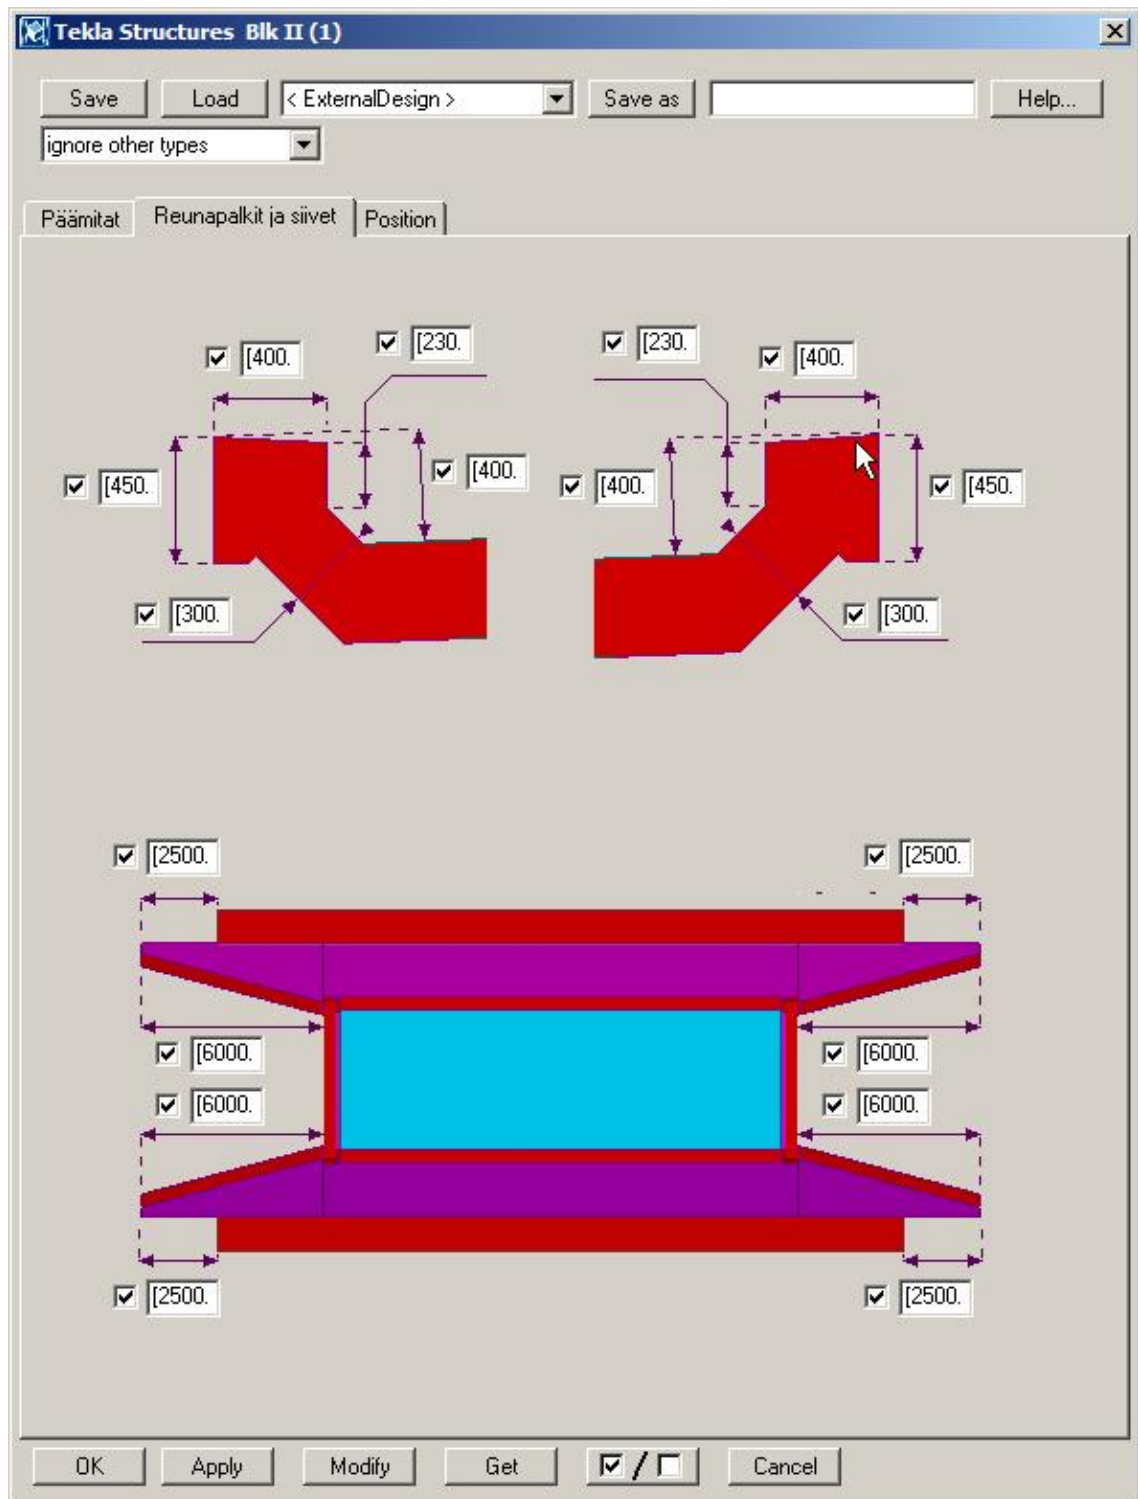 Tekla Structures Blk II (1)
Save Load < ExternalDesign > Save as Help...
ignore other types
Päämitat Reunapalkit ja siivet Position
[400. [230. [230. [400.
[450. [400. [400. [450.
[300. [300.
[2500. [2500.
[6000. [6000.
[6000. [6000.
[2500. [2500.
OK Apply Modify Get / Cancel